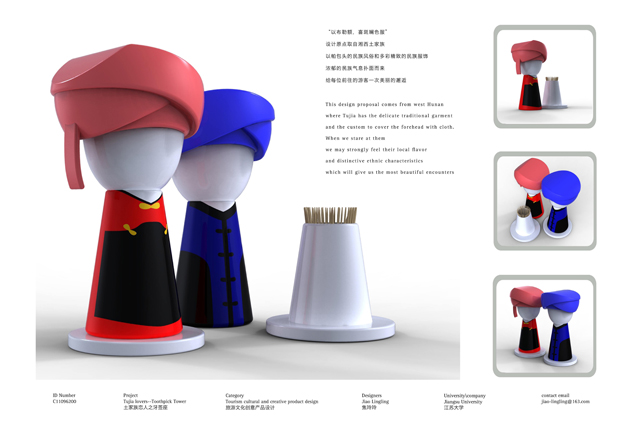 “以布勒额，喜斑斓色服”
设计思点取自湘西土家族
以帕包头的民族风俗和多彩精致的民族服饰
浓郁的民族气息扑面而来
给每位前往的游客一次美丽的邂逅
This design proposal comes from west Hunan
where Tujia has the delicate traditional garment
and the custom to cover the forehead with cloth.
When we stare at them
we may strongly feel their local flavor
and distinctive ethnic characteristics
which will give us the most beautiful encounters
ID Number
C11096300
Project
Tujia lovers--Toothpick Tower
土家族恋人之牙签座
Category
Tourism cultural and creative product design
旅游文化创意产品设计
Designers
Jiao Lingling
焦玲玲
University\company
Jiangsu University
江苏大学
contact email
jiao-lingling@163.com